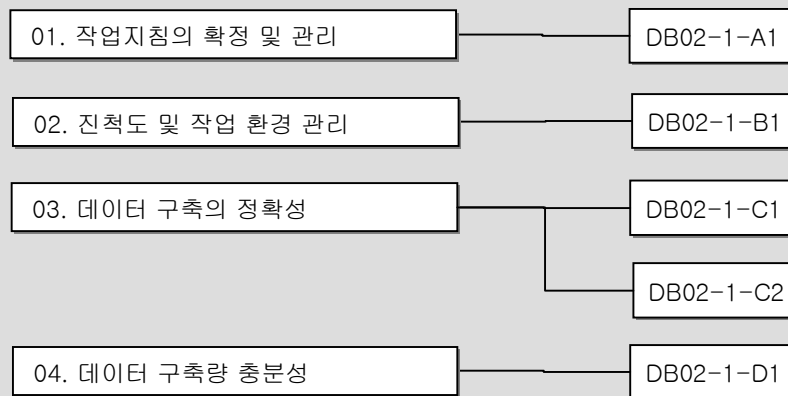 01. 작업지침의 확정 및 관리
DB02-1-A1
02. 진척도 및 작업 환경 관리
DB02-1-B1
03. 데이터 구축의 정확성
DB02-1-C1
DB02-1-C2
04. 데이터 구축량 충분성
DB02-1-D1